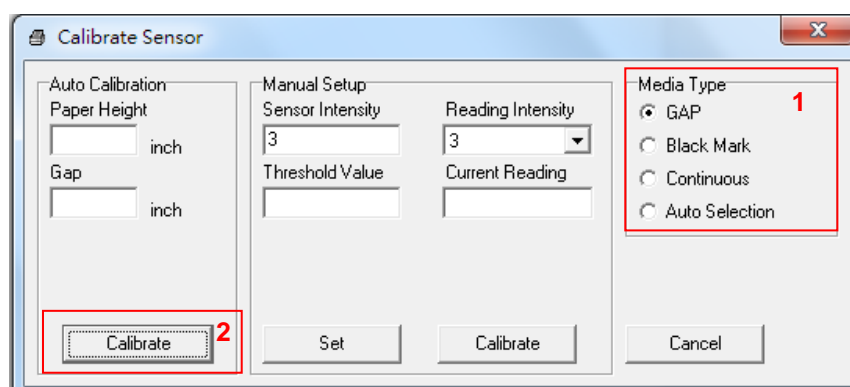 Calibrate Sensor
x
Auto Calibration
Paper Height
inch
Gap
inch
2
Calibrate
Manual Setup
Sensor Intensity Reading Intensity
3 3
Threshold Value Current Reading
Set Calibrate
Media Type
1
GAP
Black Mark
Continuous
Auto Selection
Cancel